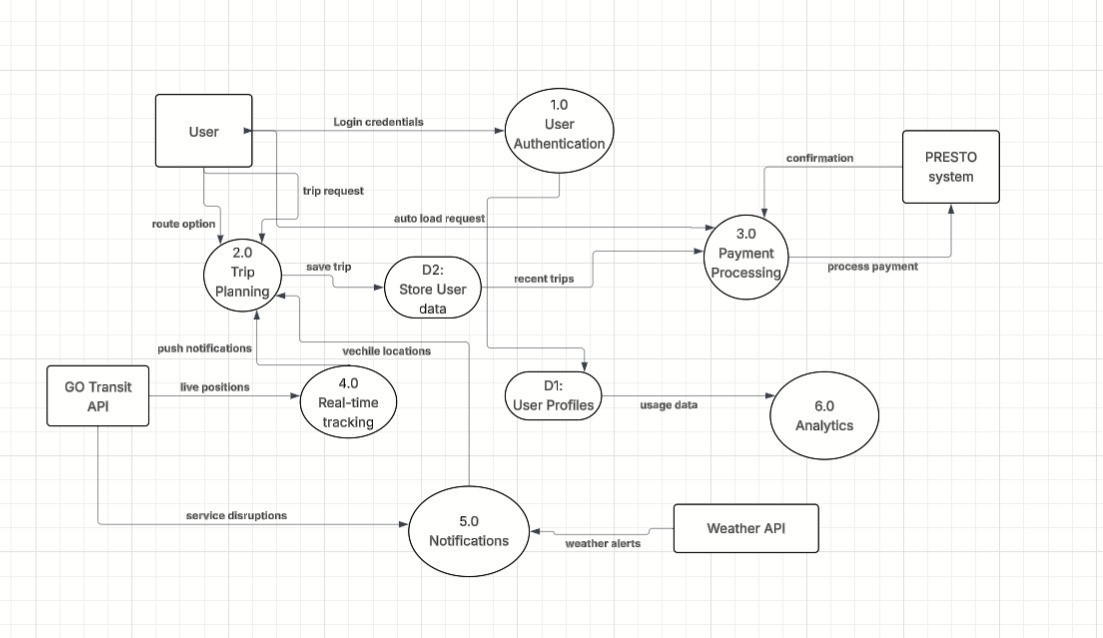 1.0
User
Authentication
User
Login credentials
PRESTO
system
confirmation
trip request
route option
auto load request
3.0
Payment
Processing
2.0
Trip
Planning
save trip
D2:
Store User
data
recent trips
process payment
push notifications
vechile locations
GO Transit
API
live positions
4.0
Real-time
tracking
D1:
User Profiles
usage data
6.0
Analytics
service disruptions
5.0
Notifications
weather alerts
Weather API